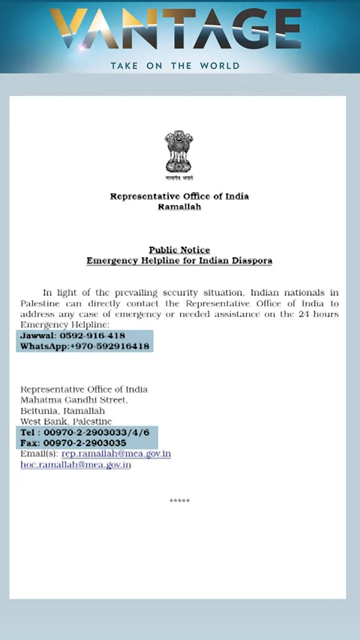 VANTAGE
TAKE ON THE WORLD
सत्यमेव जयते
Representative Office of India
Ramallah
Public Notice
Emergency Helpline for Indian Diaspora
In light of the prevailing security situation, Indian nationals in
Palestine can directly contact the Representative Office of India to
address any case of emergency or needed assistance on the 24 hours
Emergency Helpline:
Jawwal: 0592-916-418
WhatsApp:+970-592916418
Representative Office of India
Mahatma Gandhi Street,
Beitunia, Ramallah
West Bank, Palestine
Tel : 00970-2-2903033/4/6
Fax: 00970-2-2903035
Email(s): rep.ramallah@mea.gov.in
hoc.ramallah@mea.gov.in
*****